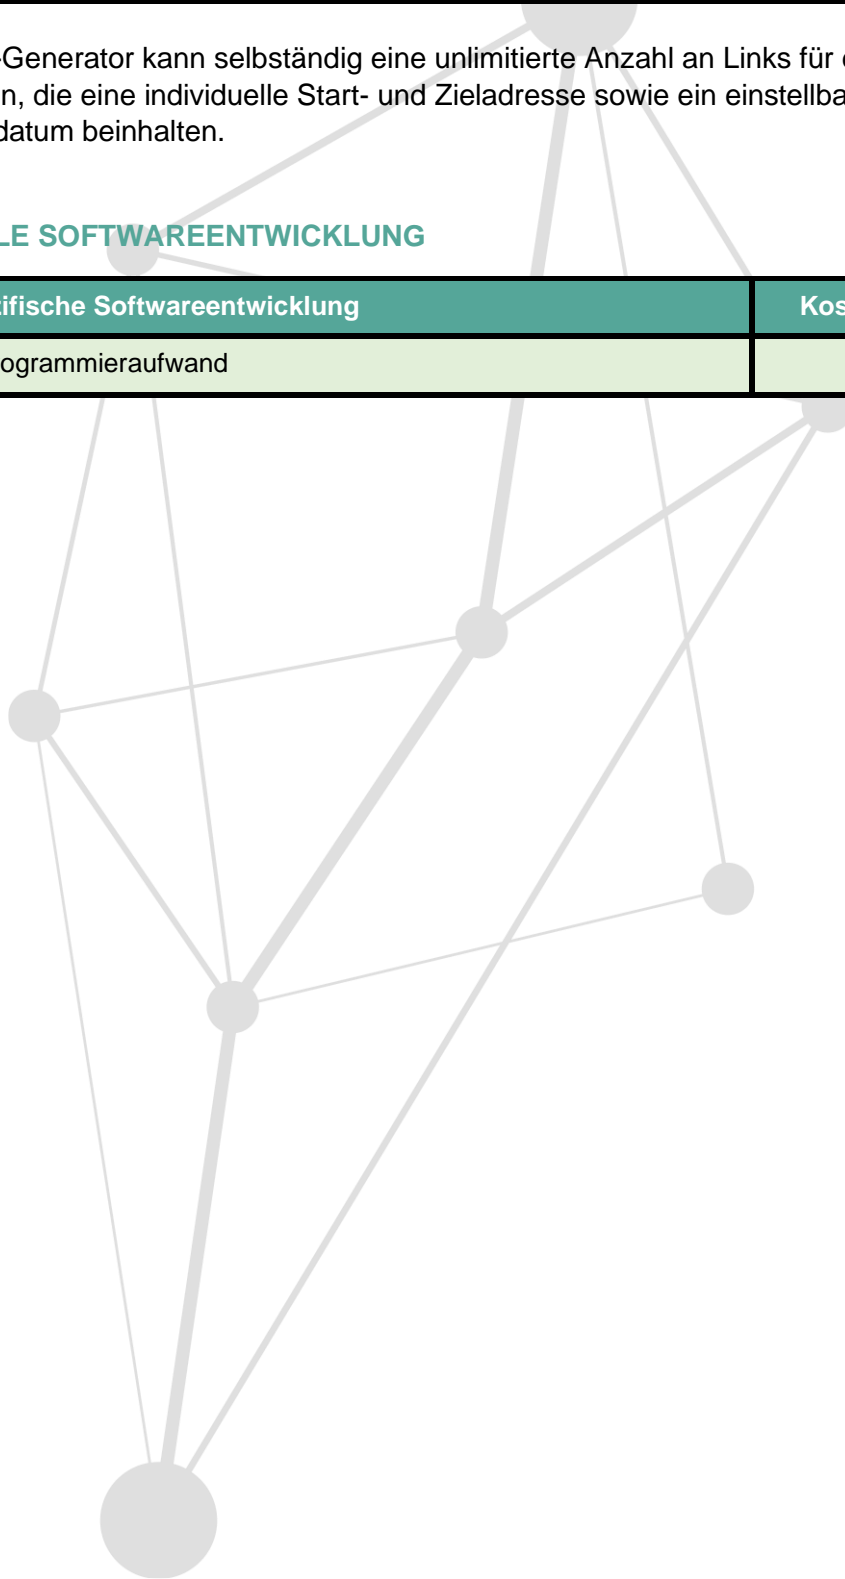 -Generator kann selbständig eine unlimitierte Anzahl an Links für
n, die eine individuelle Start- und Zieladresse sowie ein einstellba
datum beinhalten.
LE SOFTWAREENTWICKLUNG
ifische Softwareentwicklung Kos
ogrammieraufwand